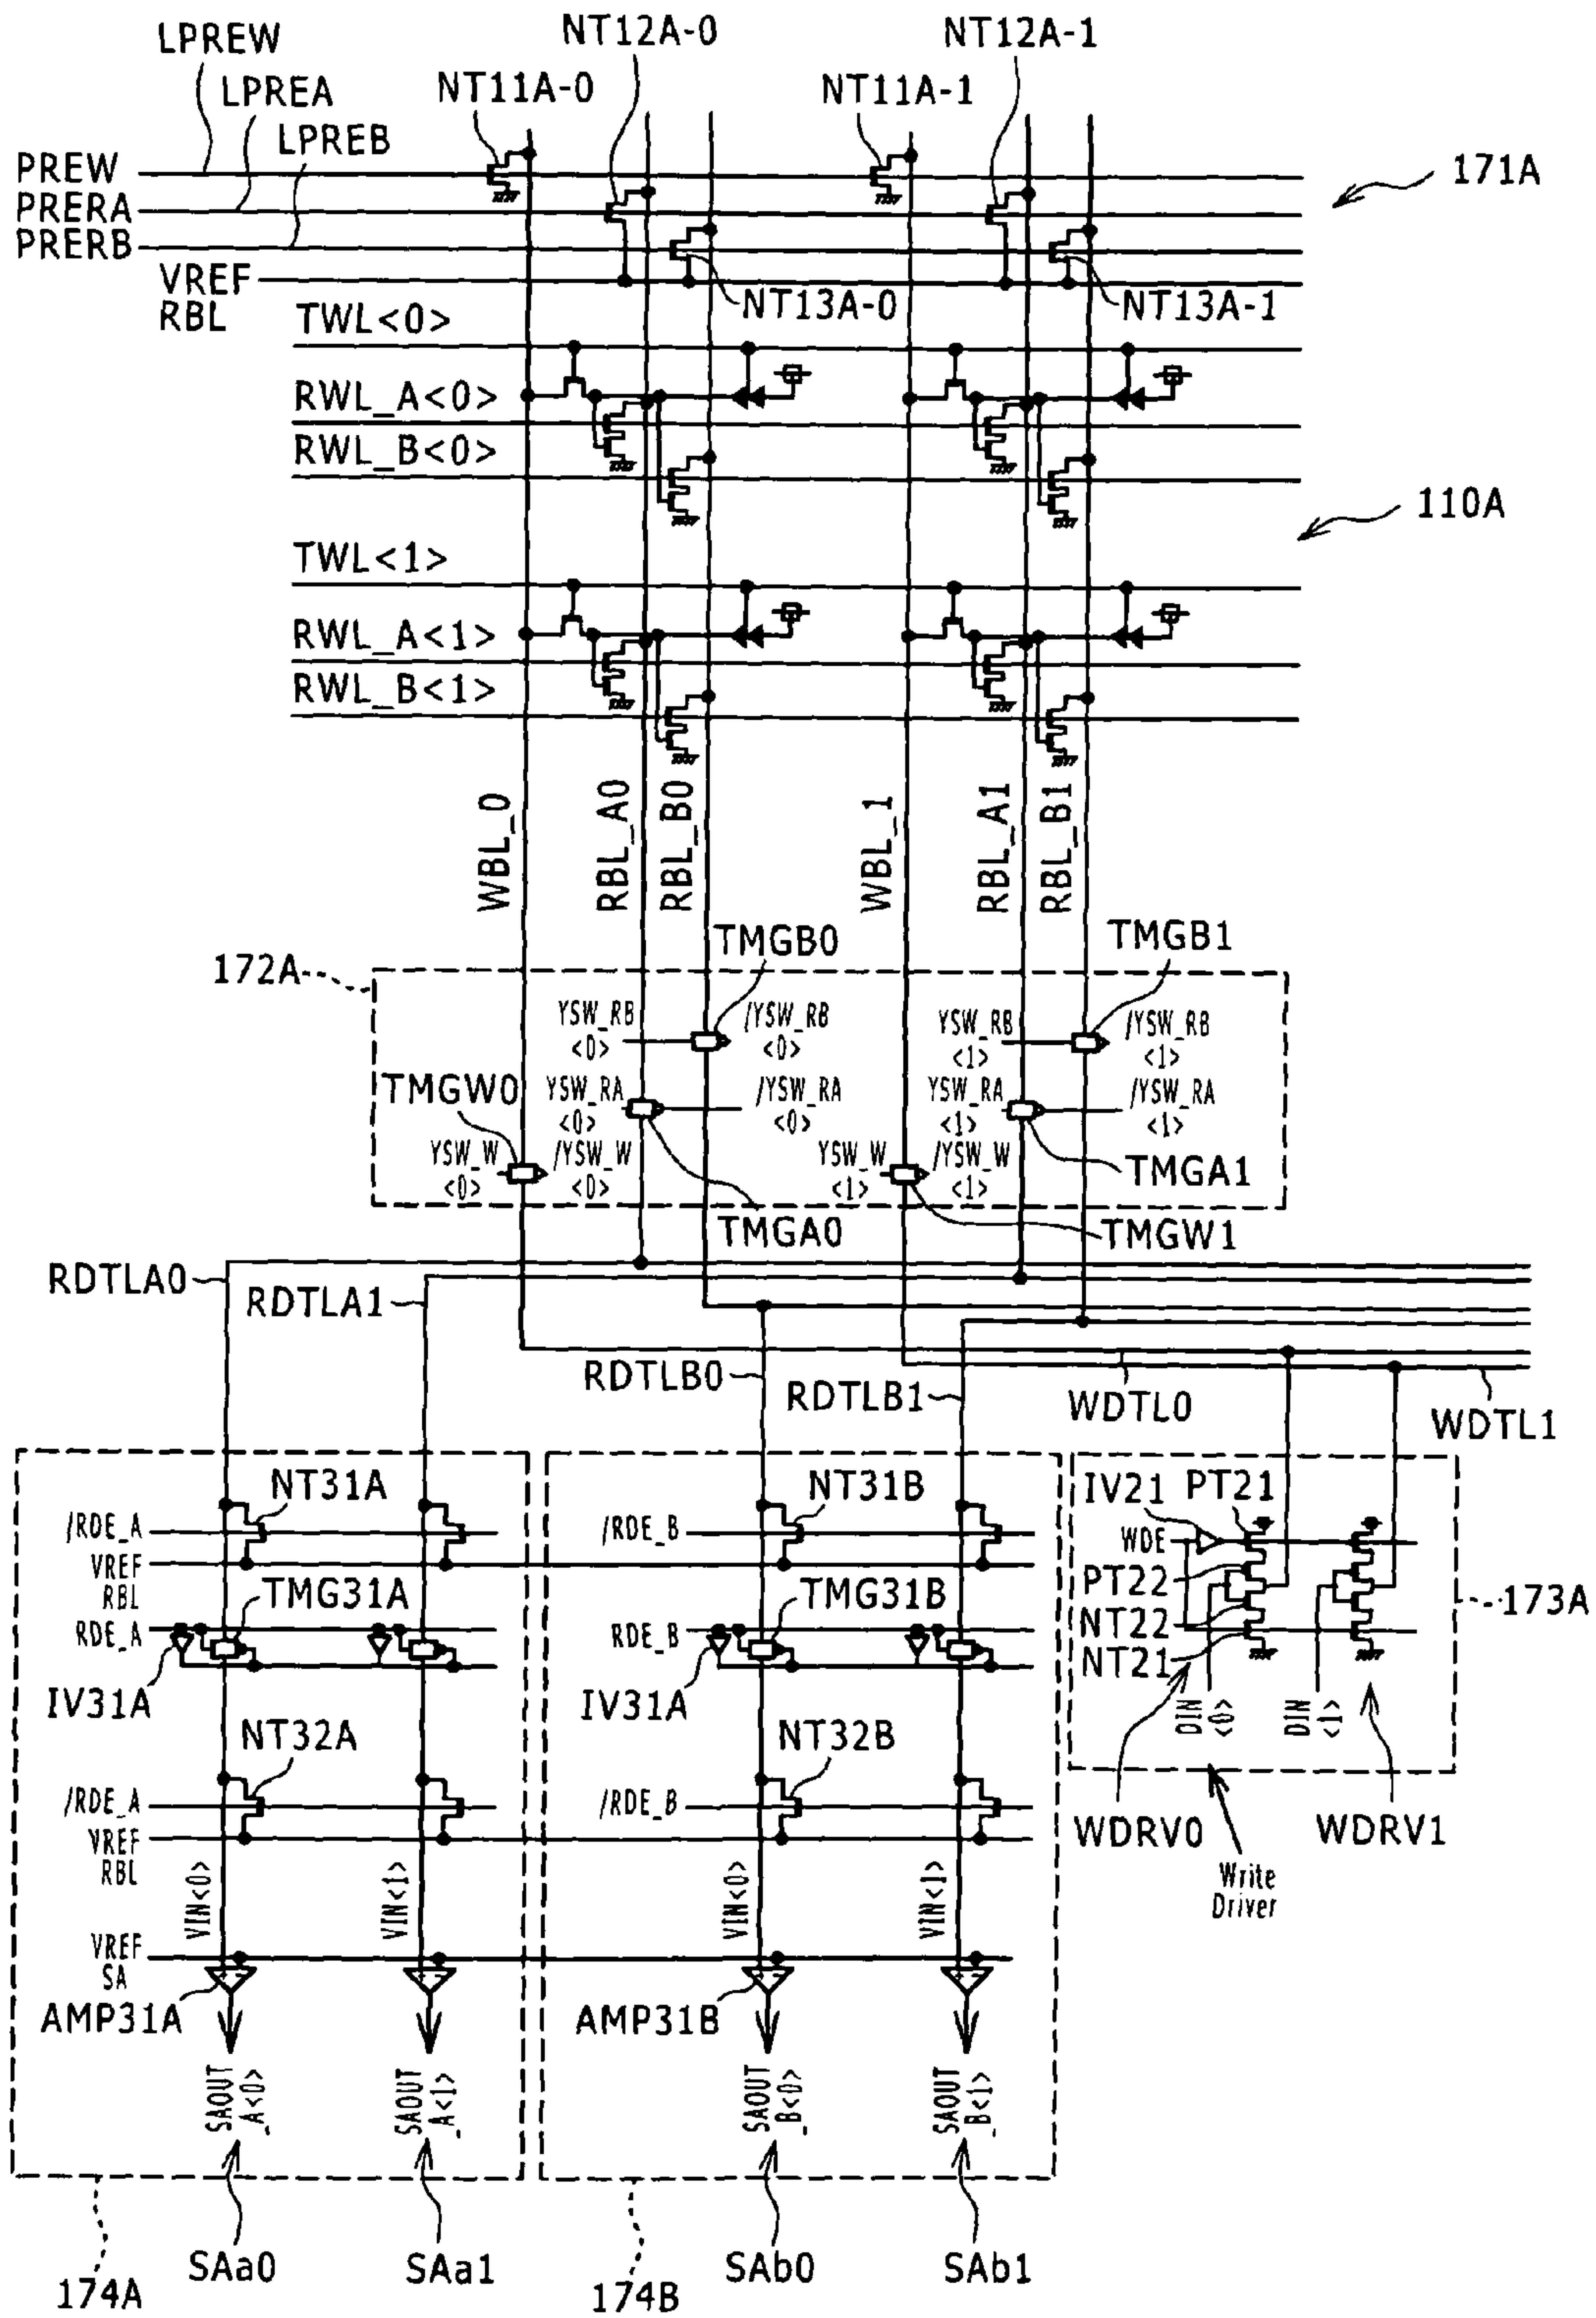 LPREW
NT12A-0
NT12A-1
LPREA
NT11A-0
NT11A-1
LPREB
PREW
171A
PRERA
PRERB
VREF
RBL
NT13A-0
NT13A-1
TWL<0>
RWL_A<0>
RWL_B<0>
110A
TWL<1>
RWL_A<1>
RWL_B<1>
WBL_0
RBL_A0
RBL_B0
WBL_1
RBL_A1
RBL_B1
172A
TMGB0
TMGB1
YSW_RB
<0>
/YSW_RB
<0>
YSW_RB
<1>
/YSW_RB
<1>
TMGW0
YSW_RA
<0>
/YSW_RA
<0>
YSW_RA
<1>
/YSW_RA
<1>
YSW_W
<0>
/YSW_W
<0>
YSW_W
<1>
/YSW_W
<1>
TMGA1
TMGA0
TMGW1
RDTLA0
RDTLA1
RDTLB0
RDTLB1
WDTL0
WDTL1
NT31A
NT31B
IV21
PT21
/RDE_A
/RDE_B
WDE
VREF
RBL
TMG31A
TMG31B
PT22
173A
RDE_A
RDE_B
NT22
NT21
IV31A
IV31A
DIN
<0>
DIN
<1>
NT32A
NT32B
/RDE_A
/RDE_B
VREF
RBL
WDRV0
WDRV1
Write
Driver
VIN<0>
VIN<1>
VIN<0>
VIN<1>
VREF
SA
AMP31A
AMP31B
SAOUT
_A<0>
SAOUT
_A<1>
SAOUT
_B<0>
SAOUT
_B<1>
174A
SAa0
SAa1
174B
SAb0
SAb1